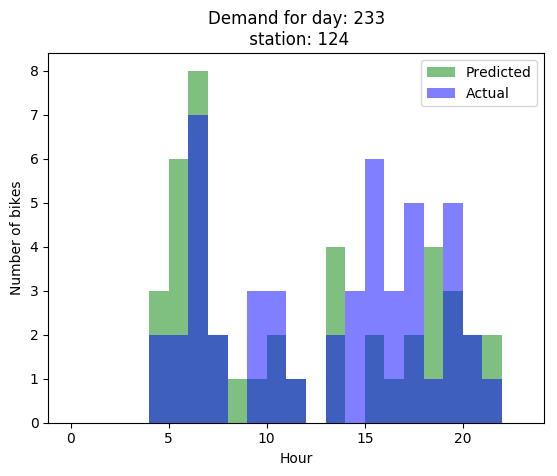 Demand for day: 233
station: 124
Predicted
Actual
Number of bikes
8
7
6
5
4
3
2
1
0
0 5 10 15 20
Hour